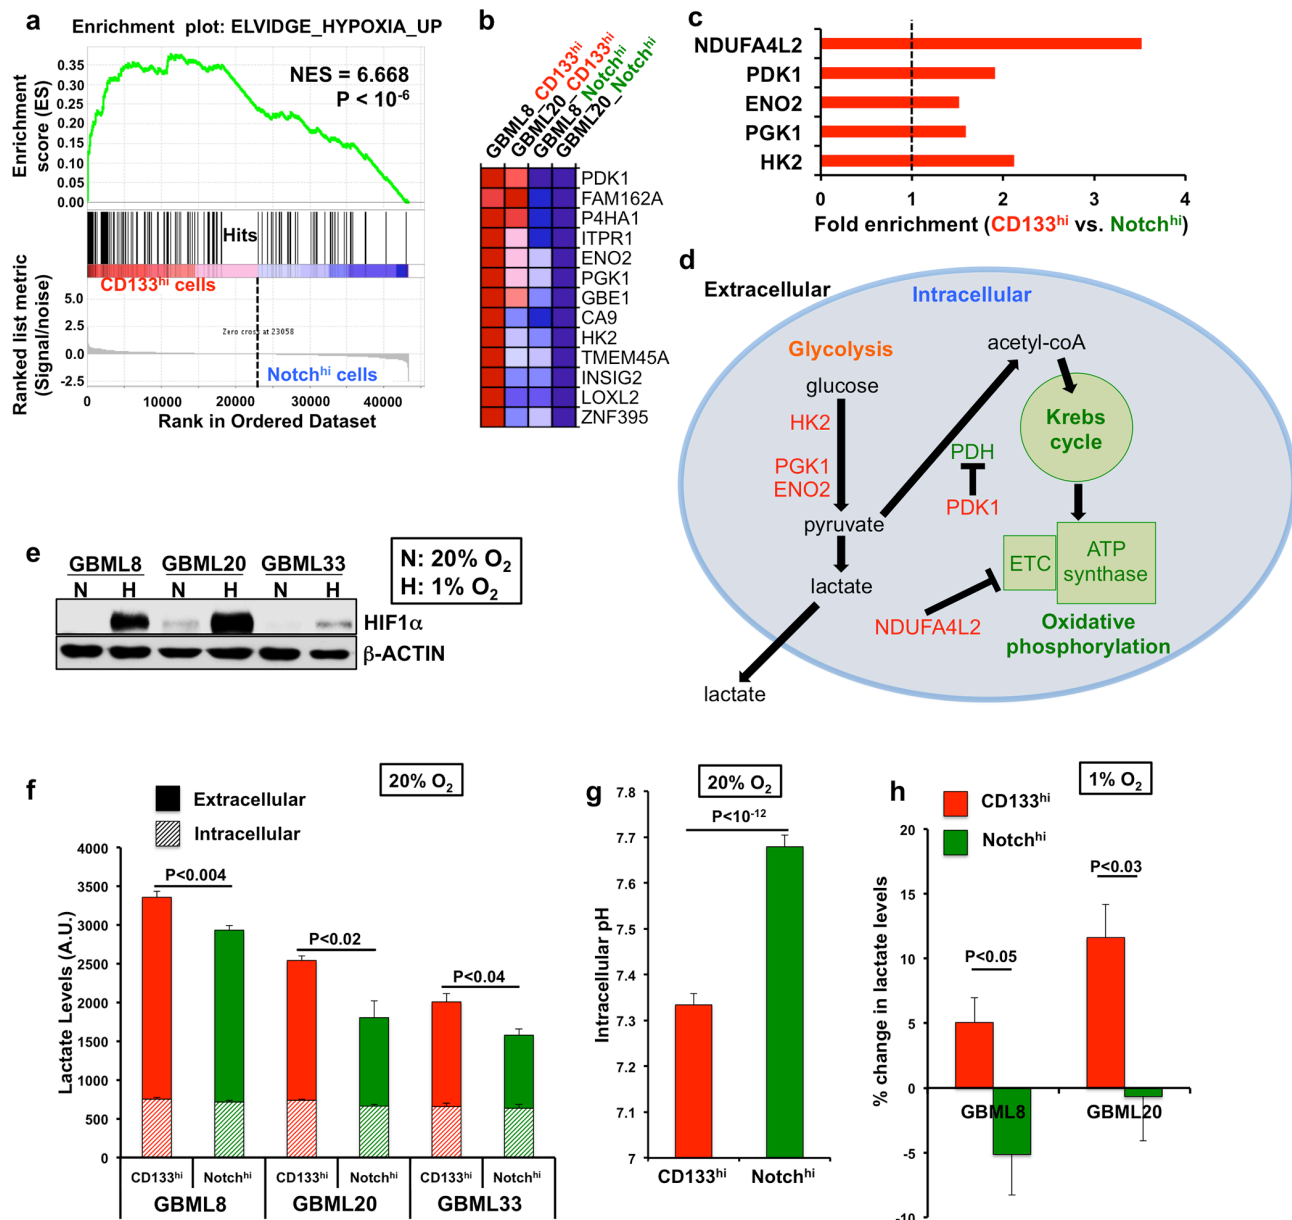 a
Enrichment plot: ELVIDGE_HYPOXIA_UP
Enrichment
score (ES)
0.35
0.30
0.25
0.20
0.15
0.10
0.05
0.00
NES = 6.668
P < 10-6
Hits
CD133hi cells
Ranked list metric
(Signal/noise)
5.0
2.5
0.0
-2.5
Zero cross at 23058
Notchhi cells
0 10000 20000 30000 40000
Rank in Ordered Dataset
b
GBML8_CD133hi
GBML20_CD133hi
GBML8_Notchhi
GBML20_Notchhi
PDK1
FAM162A
P4HA1
ITPR1
ENO2
PGK1
GBE1
CA9
HK2
TMEM45A
INSIG2
LOXL2
ZNF395
c
NDUFA4L2
PDK1
ENO2
PGK1
HK2
0 1 2 3 4
Fold enrichment (CD133hi vs. Notchhi)
d
Extracellular
Intracellular
Glycolysis
glucose
HK2
PGK1
ENO2
pyruvate
lactate
lactate
acetyl-coA
Krebs
cycle
PDH
PDK1
ETC
ATP
synthase
NDUFA4L2
Oxidative
phosphorylation
e
GBML8 GBML20 GBML33
N H N H N H
N: 20% O2
H: 1% O2
HIF1α
β-ACTIN
f
20% O2
Extracellular
Intracellular
Lactate Levels (A.U.)
4000
3500
3000
2500
2000
1500
1000
500
0
P<0.004
P<0.02
P<0.04
CD133hi Notchhi CD133hi Notchhi CD133hi Notchhi
GBML8 GBML20 GBML33
g
20% O2
P<10-12
Intracellular pH
7.8
7.7
7.6
7.5
7.4
7.3
7.2
7.1
7
CD133hi Notchhi
h
1% O2
CD133hi
Notchhi
% change in lactate levels
20
15
10
5
0
-5
-10
P<0.05
P<0.03
GBML8 GBML20